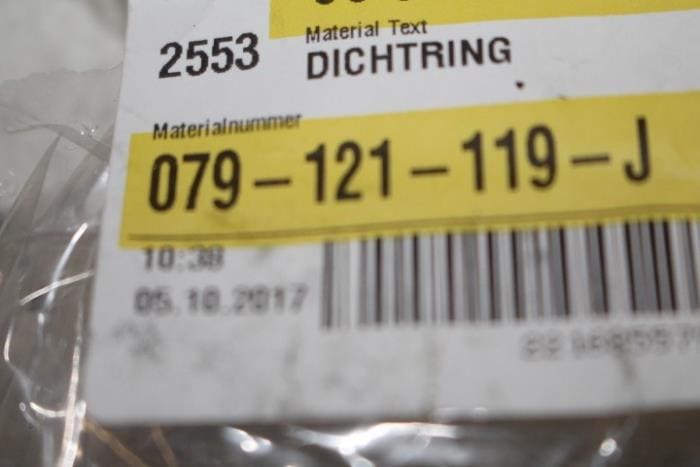 2553
Material Text
DICHTRING
Materialnummer
079-121-119-J
10:38
05.10.2017